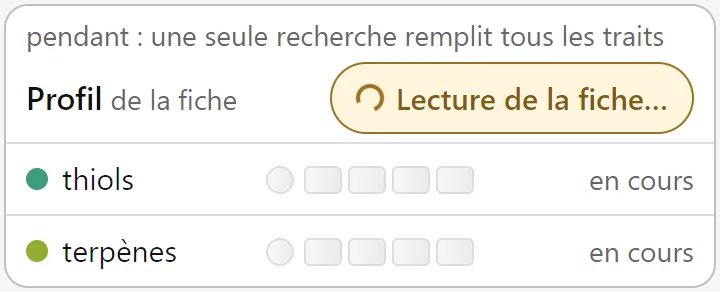 pendant : une seule recherche remplit tous les traits
Profil de la fiche
Lecture de la fiche...
thiols en cours
terpènes en cours